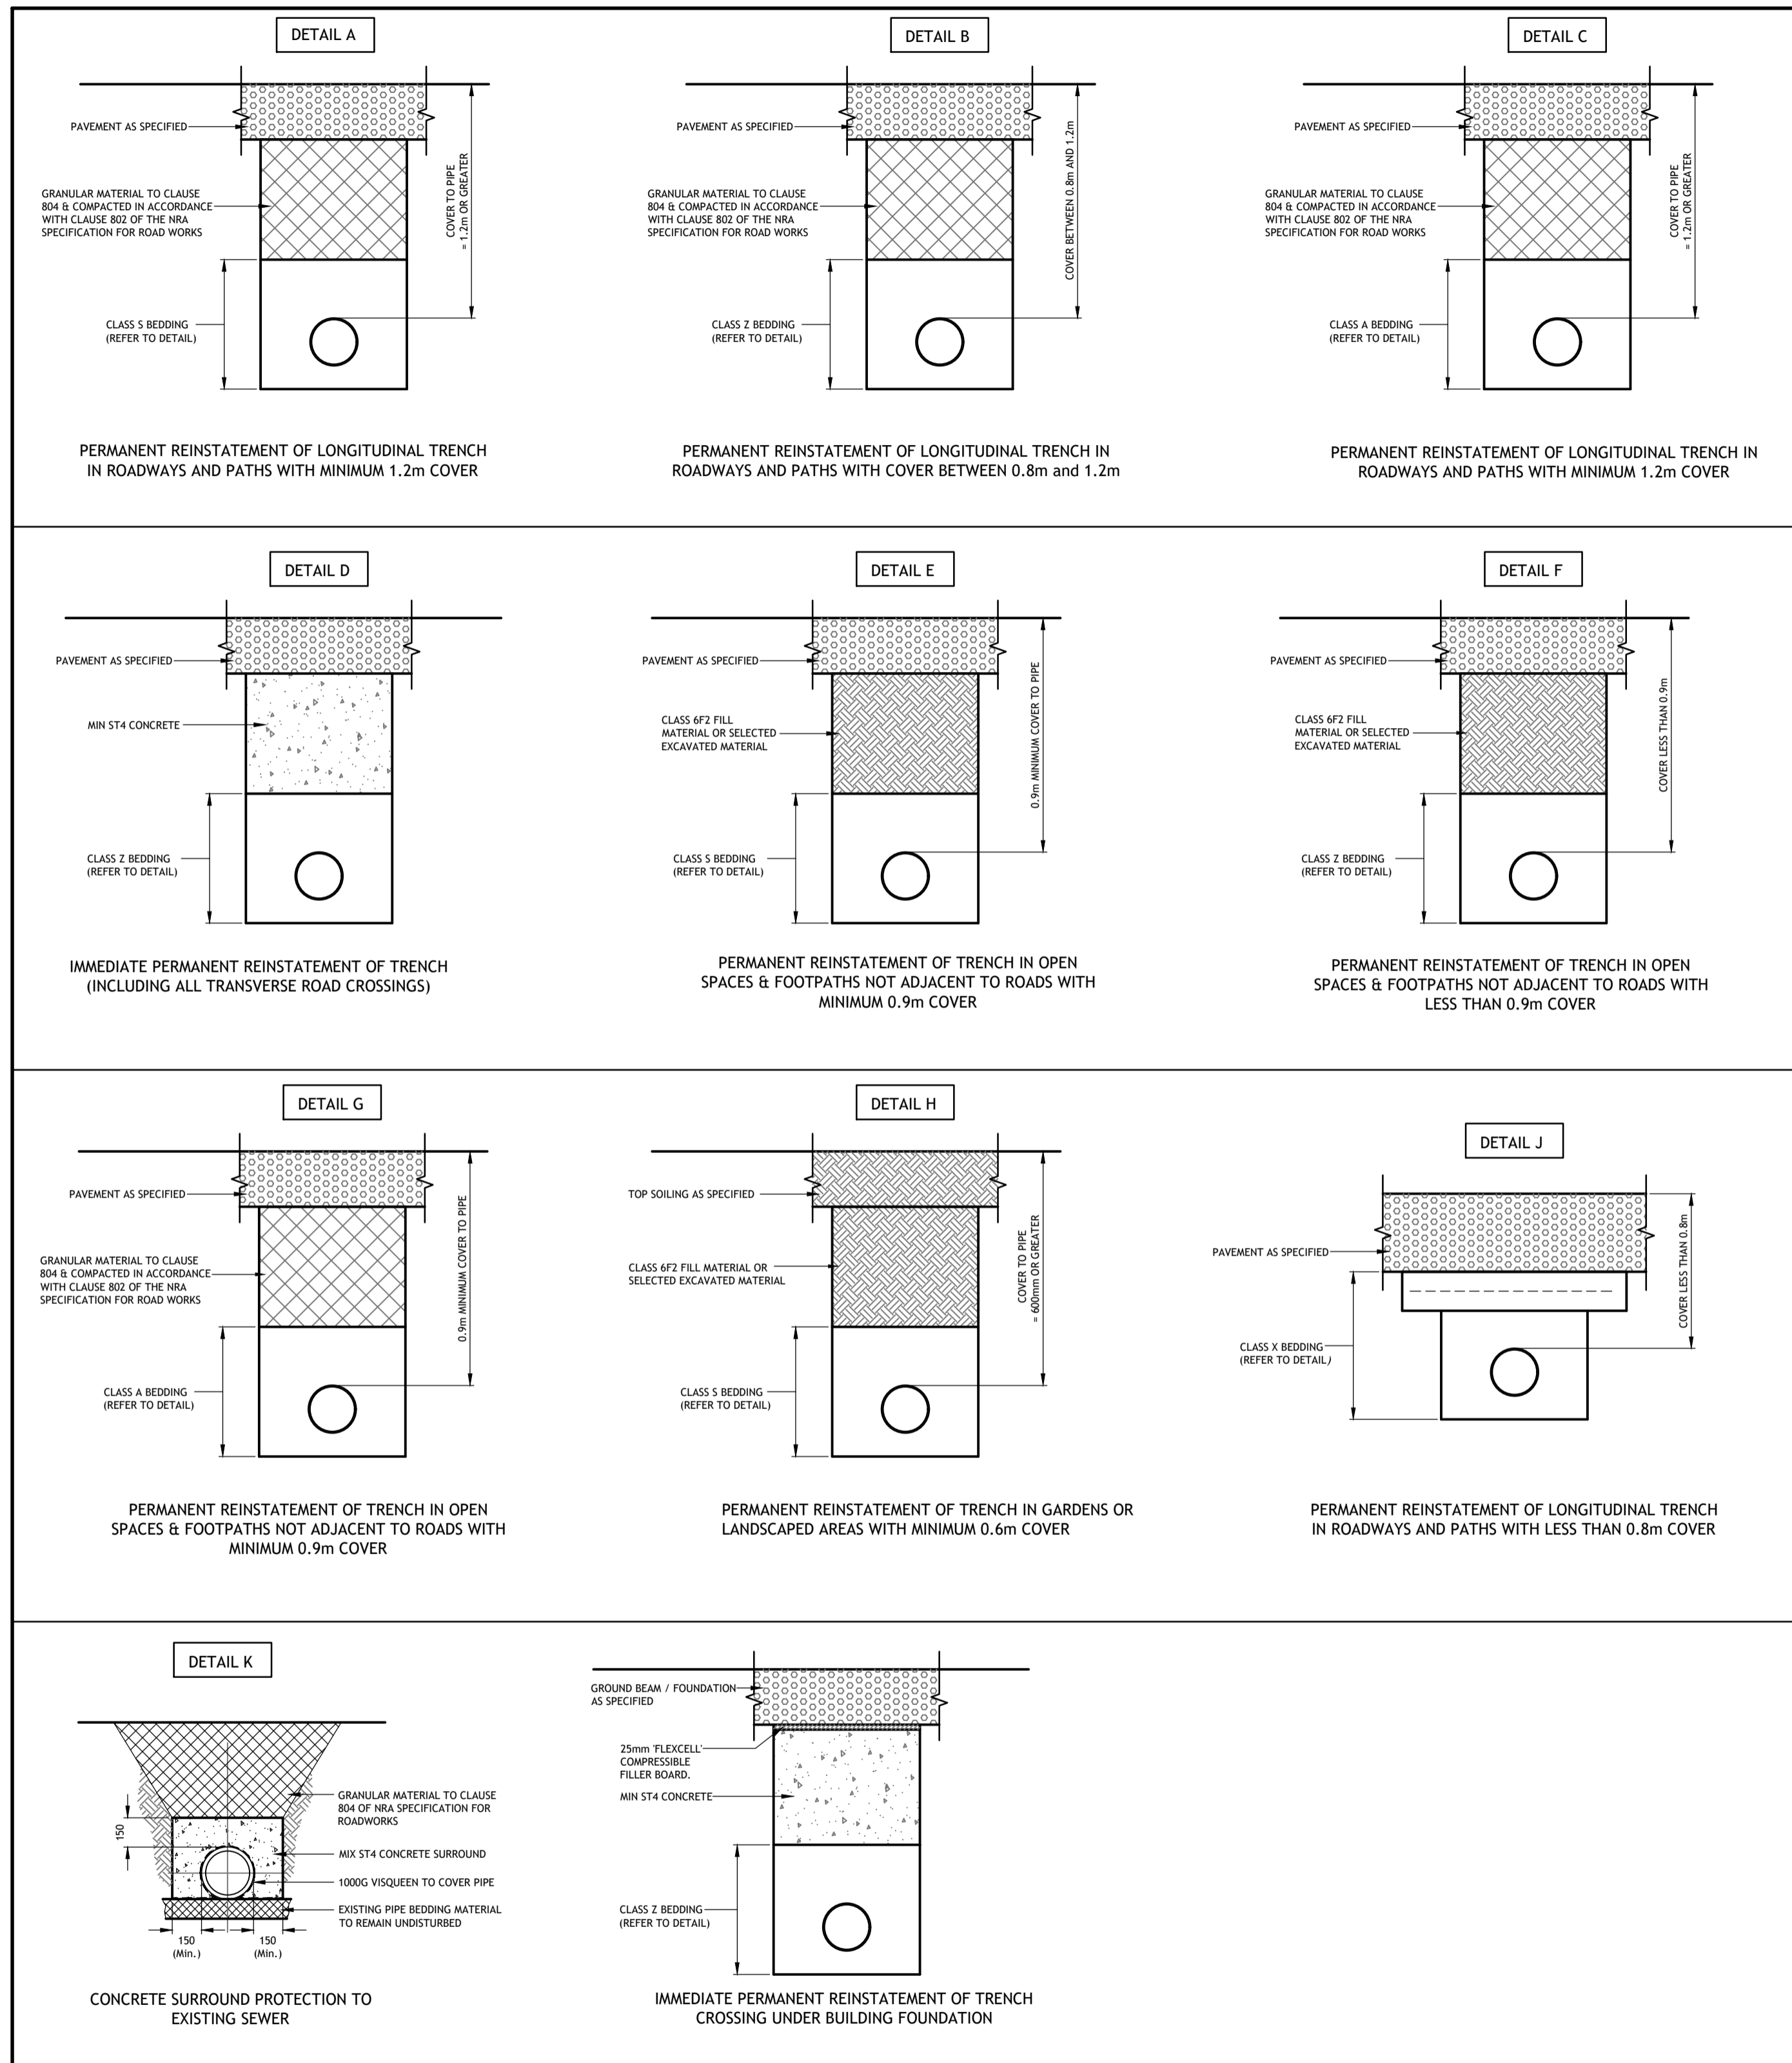 DETAIL A
PAVEMENT AS SPECIFIED
GRANULAR MATERIAL TO CLAUSE
804 & COMPACTED IN ACCORDANCE
WITH CLAUSE 802 OF THE NRA
SPECIFICATION FOR ROAD WORKS
COVER TO PIPE
= 1.2m OR GREATER
CLASS S BEDDING
(REFER TO DETAIL)
PERMANENT REINSTATEMENT OF LONGITUDINAL TRENCH
IN ROADWAYS AND PATHS WITH MINIMUM 1.2m COVER
DETAIL B
PAVEMENT AS SPECIFIED
GRANULAR MATERIAL TO CLAUSE
804 & COMPACTED IN ACCORDANCE
WITH CLAUSE 802 OF THE NRA
SPECIFICATION FOR ROAD WORKS
COVER BETWEEN 0.8m AND 1.2m
CLASS Z BEDDING
(REFER TO DETAIL)
PERMANENT REINSTATEMENT OF LONGITUDINAL TRENCH IN
ROADWAYS AND PATHS WITH COVER BETWEEN 0.8m and 1.2m
DETAIL C
PAVEMENT AS SPECIFIED
GRANULAR MATERIAL TO CLAUSE
804 & COMPACTED IN ACCORDANCE
WITH CLAUSE 802 OF THE NRA
SPECIFICATION FOR ROAD WORKS
COVER TO PIPE
= 1.2m OR GREATER
CLASS A BEDDING
(REFER TO DETAIL)
PERMANENT REINSTATEMENT OF LONGITUDINAL TRENCH IN
ROADWAYS AND PATHS WITH MINIMUM 1.2m COVER
DETAIL D
PAVEMENT AS SPECIFIED
MIN ST4 CONCRETE
CLASS Z BEDDING
(REFER TO DETAIL)
IMMEDIATE PERMANENT REINSTATEMENT OF TRENCH
(INCLUDING ALL TRANSVERSE ROAD CROSSINGS)
DETAIL E
PAVEMENT AS SPECIFIED
CLASS 6F2 FILL
MATERIAL OR SELECTED
EXCAVATED MATERIAL
0.9m MINIMUM COVER TO PIPE
CLASS S BEDDING
(REFER TO DETAIL)
PERMANENT REINSTATEMENT OF TRENCH IN OPEN
SPACES & FOOTPATHS NOT ADJACENT TO ROADS WITH
MINIMUM 0.9m COVER
DETAIL F
PAVEMENT AS SPECIFIED
CLASS 6F2 FILL
MATERIAL OR SELECTED
EXCAVATED MATERIAL
COVER LESS THAN 0.9m
CLASS Z BEDDING
(REFER TO DETAIL)
PERMANENT REINSTATEMENT OF TRENCH IN OPEN
SPACES & FOOTPATHS NOT ADJACENT TO ROADS WITH
LESS THAN 0.9m COVER
DETAIL G
PAVEMENT AS SPECIFIED
GRANULAR MATERIAL TO CLAUSE
804 & COMPACTED IN ACCORDANCE
WITH CLAUSE 802 OF THE NRA
SPECIFICATION FOR ROAD WORKS
0.9m MINIMUM COVER TO PIPE
CLASS A BEDDING
(REFER TO DETAIL)
PERMANENT REINSTATEMENT OF TRENCH IN OPEN
SPACES & FOOTPATHS NOT ADJACENT TO ROADS WITH
MINIMUM 0.9m COVER
DETAIL H
TOP SOILING AS SPECIFIED
CLASS 6F2 FILL MATERIAL OR
SELECTED EXCAVATED MATERIAL
COVER TO PIPE
= 600mm OR GREATER
CLASS S BEDDING
(REFER TO DETAIL)
PERMANENT REINSTATEMENT OF TRENCH IN GARDENS OR
LANDSCAPED AREAS WITH MINIMUM 0.6m COVER
DETAIL J
PAVEMENT AS SPECIFIED
COVER LESS THAN 0.8m
CLASS X BEDDING
(REFER TO DETAIL)
PERMANENT REINSTATEMENT OF LONGITUDINAL TRENCH
IN ROADWAYS AND PATHS WITH LESS THAN 0.8m COVER
DETAIL K
GRANULAR MATERIAL TO CLAUSE
804 OF NRA SPECIFICATION FOR
ROADWORKS
150
MIX ST4 CONCRETE SURROUND
1000G VISQUEEN TO COVER PIPE
EXISTING PIPE BEDDING MATERIAL
TO REMAIN UNDISTURBED
150 150
(Min.) (Min.)
CONCRETE SURROUND PROTECTION TO
EXISTING SEWER
GROUND BEAM / FOUNDATION
AS SPECIFIED
25mm 'FLEXCELL'
COMPRESSIBLE
FILLER BOARD.
MIN ST4 CONCRETE
CLASS Z BEDDING
(REFER TO DETAIL)
IMMEDIATE PERMANENT REINSTATEMENT OF TRENCH
CROSSING UNDER BUILDING FOUNDATION